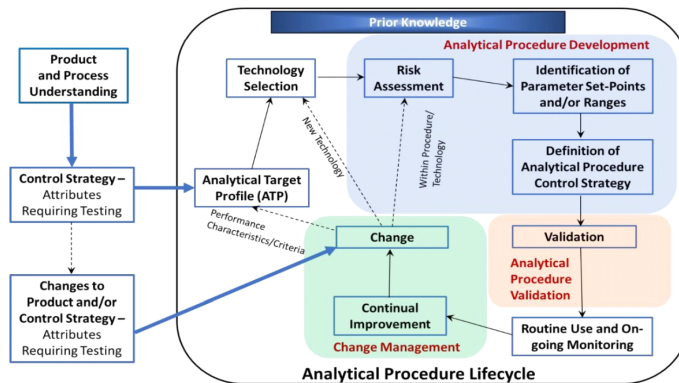 Prior Knowledge
Analytical Procedure Development
Product
and Process
Understanding
Technology
Selection
Risk
Assessment
Identification of
Parameter Set-Points
and/or Ranges
New Technology
Within Procedure/
Technology
Definition of
Analytical Procedure
Control Strategy
Control Strategy –
Attributes
Requiring Testing
Analytical Target
Profile (ATP)
Performance
Characteristics/Criteria
Change
Validation
Analytical
Procedure
Validation
Changes to
Product and/or
Control Strategy –
Attributes
Requiring Testing
Continual
Improvement
Change Management
Routine Use and On-
going Monitoring
Analytical Procedure Lifecycle